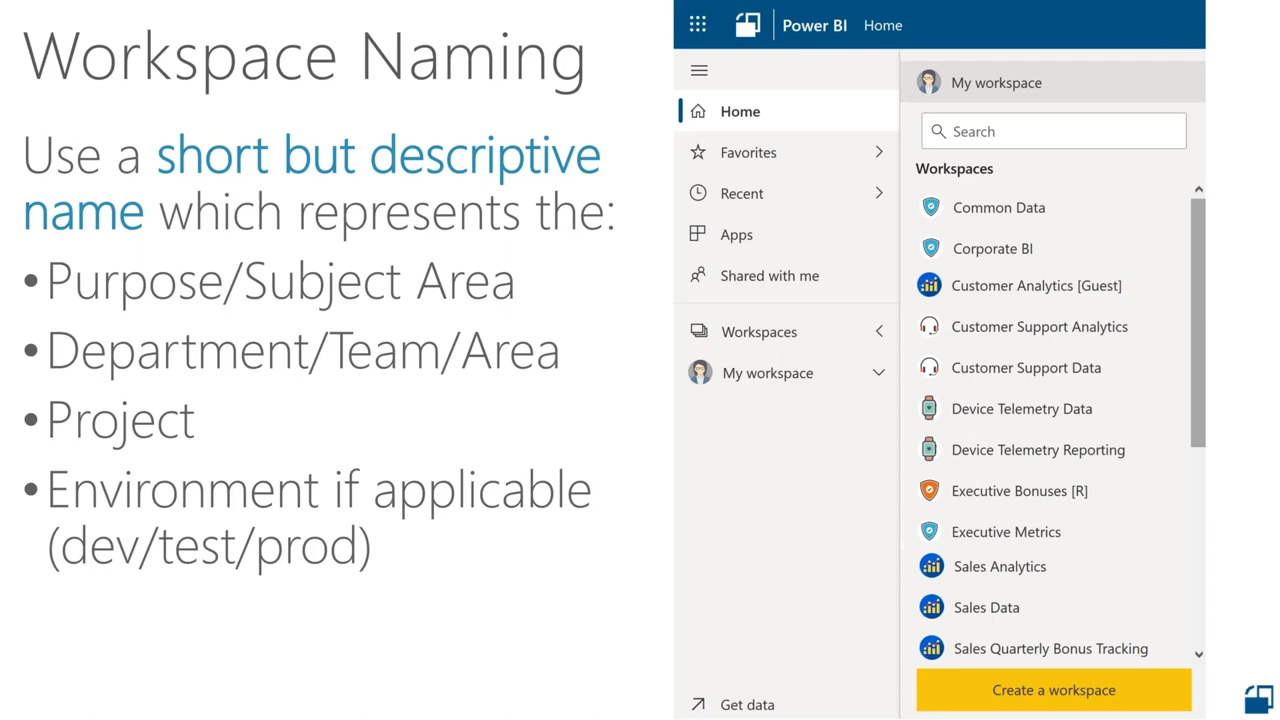 Workspace Naming
Use a short but descriptive
name which represents the:
•Purpose/Subject Area
•Department/Team/Area
•Project
•Environment if applicable
(dev/test/prod)
Power BI Home
Home
Favorites
Recent
Apps
Shared with me
Workspaces
My workspace
Get data
My workspace
Search
Workspaces
Common Data
Corporate BI
Customer Analytics [Guest]
Customer Support Analytics
Customer Support Data
Device Telemetry Data
Device Telemetry Reporting
Executive Bonuses [R]
Executive Metrics
Sales Analytics
Sales Data
Sales Quarterly Bonus Tracking
Create a workspace